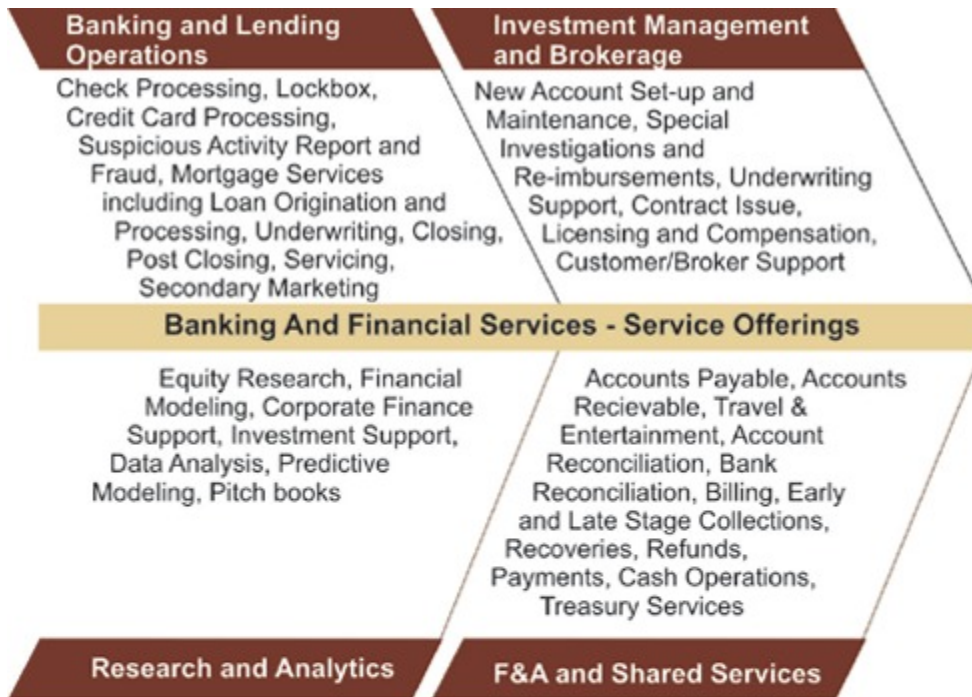 Banking and Lending
Operations
Check Processing, Lockbox,
Credit Card Processing,
Suspicious Activity Report and
Fraud, Mortgage Services
including Loan Origination and
Processing, Underwriting, Closing,
Post Closing, Servicing,
Secondary Marketing
Investment Management
and Brokerage
New Account Set-up and
Maintenance, Special
Investigations and
Re-imbursements, Underwriting
Support, Contract Issue,
Licensing and Compensation,
Customer/Broker Support
Banking And Financial Services - Service Offerings
Equity Research, Financial
Modeling, Corporate Finance
Support, Investment Support,
Data Analysis, Predictive
Modeling, Pitch books
Research and Analytics
Accounts Payable, Accounts
Recievable, Travel &
Entertainment, Account
Reconciliation, Bank
Reconciliation, Billing, Early
and Late Stage Collections,
Recoveries, Refunds,
Payments, Cash Operations,
Treasury Services
F&A and Shared Services